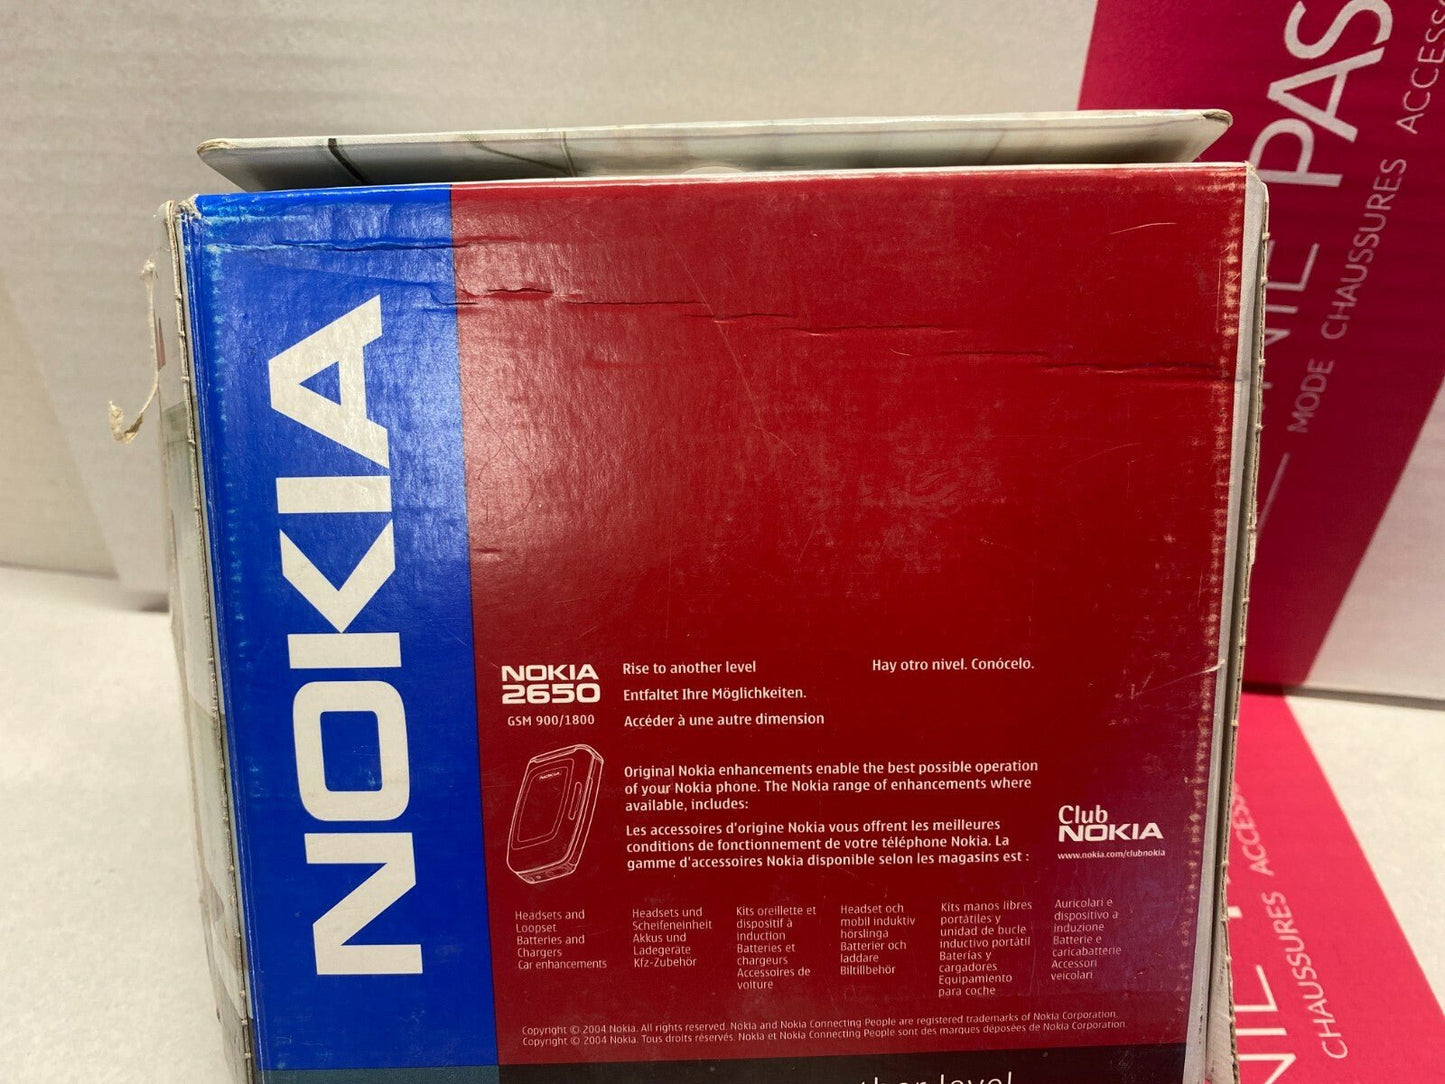 NOKIA
NOKIA
2650
GSM 900/1800
Rise to another level
Entfaltet Ihre Möglichkeiten.
Accéder à une autre dimension
Hay otro nivel. Conócelo.
NOKIA
Original Nokia enhancements enable the best possible operation
of your Nokia phone. The Nokia range of enhancements where
available, includes:
Les accessoires d'origine Nokia vous offrent les meilleures
conditions de fonctionnement de votre téléphone Nokia. La
gamme d'accessoires Nokia disponible selon les magasins est :
Club
NOKIA
www.nokia.com/clubnokia
Headsets and
Loopset
Batteries and
Chargers
Car enhancements
Headsets und
Scheifeneinheit
Akkus und
Ladegeräte
Kfz-Zubehör
Kits oreillette et
dispositif à
induction
Batteries et
chargeurs
Accessoires de
voiture
Headset och
mobil induktiv
hörslinga
Batterier och
laddare
Biltillbehör
Kits manos libres
portátiles y
unidad de bucle
inductivo portátil
Baterías y
cargadores
Equipamiento
para coche
Auricolari e
dispositivo a
induzione
Batterie e
caricabatterie
Accessori
veicolari
Copyright © 2004 Nokia. All rights reserved. Nokia and Nokia Connecting People are registered trademarks of Nokia Corporation.
Copyright © 2004 Nokia. Tous droits réservés. Nokia et Nokia Connecting People sont des marques déposées de Nokia Corporation.
level
PAS
MODE CHAUSSURES
CHAUSSURES